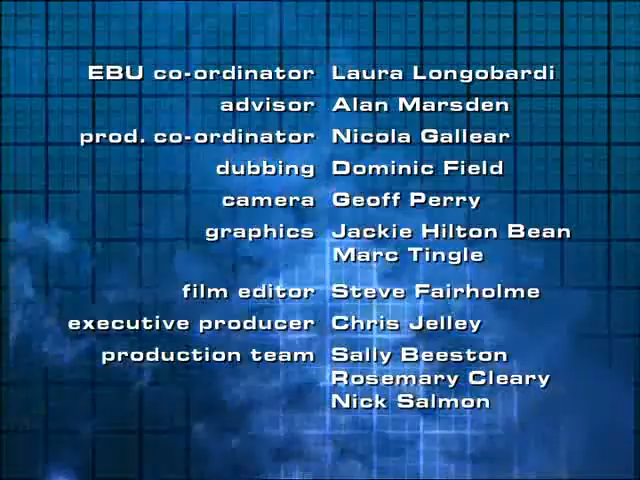 EBU co-ordinator Laura Longobardi
advisor Alan Marsden
prod. co-ordinator Nicola Gallear
dubbing Dominic Field
camera Geoff Perry
graphics Jackie Hilton Bean
Marc Tingle
film editor Steve Fairholme
executive producer Chris Jelley
production team Sally Beeston
Rosemary Cleary
Nick Salmon